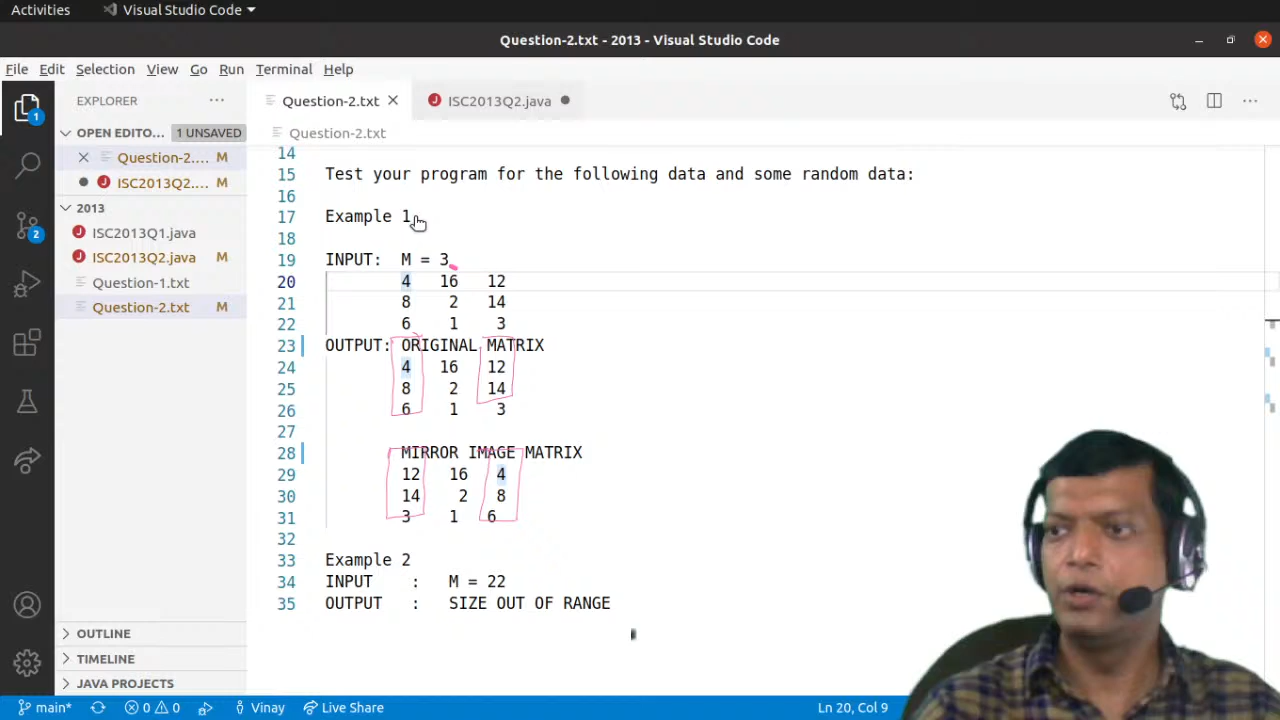 Activities Visual Studio Code
Question-2.txt - 2013 - Visual Studio Code
File Edit Selection View Go Run Terminal Help
EXPLORER
Question-2.txt
ISC2013Q2.java
OPEN EDITO... 1 UNSAVED
Question-2.txt
Question-2.... M
ISC2013Q2.... M
2013
ISC2013Q1.java
ISC2013Q2.java M
Question-1.txt
Question-2.txt M
OUTLINE
TIMELINE
JAVA PROJECTS
1
2
14
15 Test your program for the following data and some random data:
16
17 Example 1
18
19 INPUT: M = 3
20 4 16 12
21 8 2 14
22 6 1 3
23 OUTPUT: ORIGINAL MATRIX
24 4 16 12
25 8 2 14
26 6 1 3
27
28 MIRROR IMAGE MATRIX
29 12 16 4
30 14 2 8
31 3 1 6
32
33 Example 2
34 INPUT : M = 22
35 OUTPUT : SIZE OUT OF RANGE
main* 0 0 Vinay Live Share Ln 20, Col 9